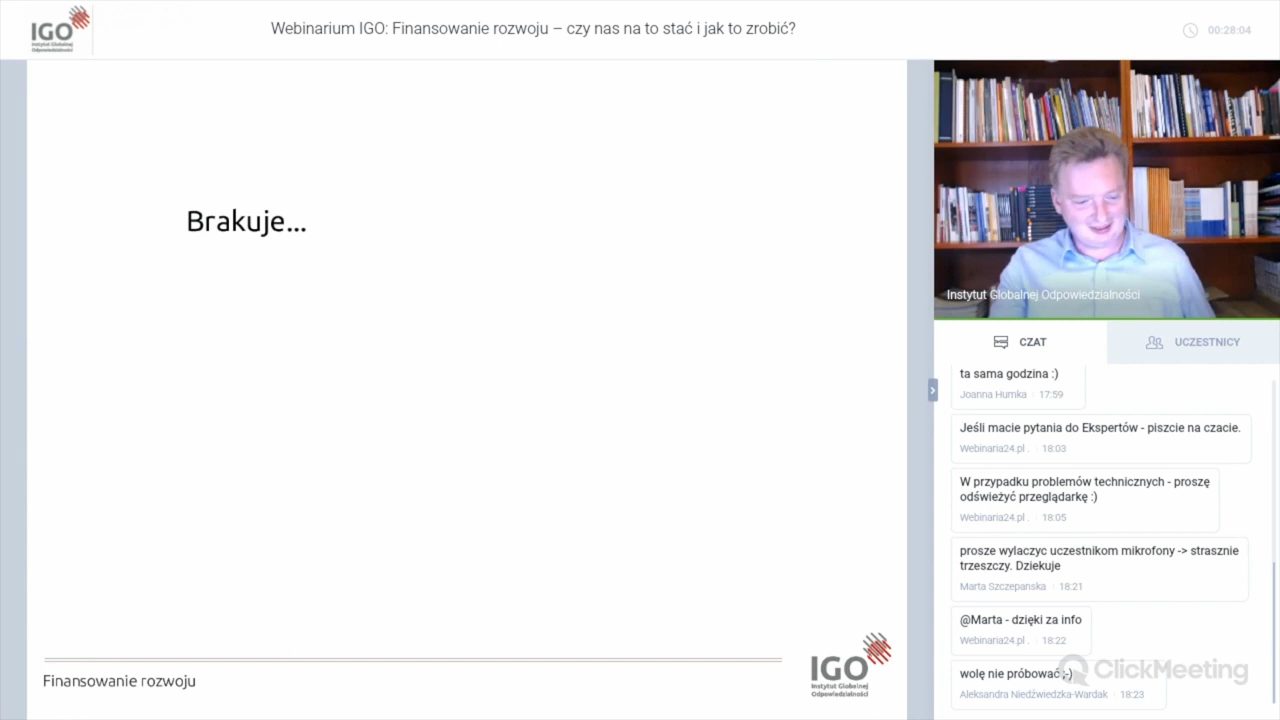 IGO
Instytut Globalnej
Odpowiedzialności
Webinarium IGO: Finansowanie rozwoju – czy nas na to stać i jak to zrobić?
00:28:04
Brakuje...
Finansowanie rozwoju
IGO
Instytut Globalnej
Odpowiedzialności
Instytut Globalnej Odpowiedzialności
CZAT
UCZESTNICY
ta sama godzina :)
Joanna Humka 17:59
Jeśli macie pytania do Ekspertów - piszcie na czacie.
Webinaria24.pl . 18:03
W przypadku problemów technicznych - proszę
odświeżyć przeglądarkę :)
Webinaria24.pl . 18:05
prosze wylaczyc uczestnikom mikrofony -> strasznie
trzeszczy. Dziekuje
Marta Szczepanska 18:21
@Marta - dzięki za info
Webinaria24.pl . 18:22
wolę nie próbować ;-)
Aleksandra Niedźwiedzka-Wardak 18:23
ClickMeeting